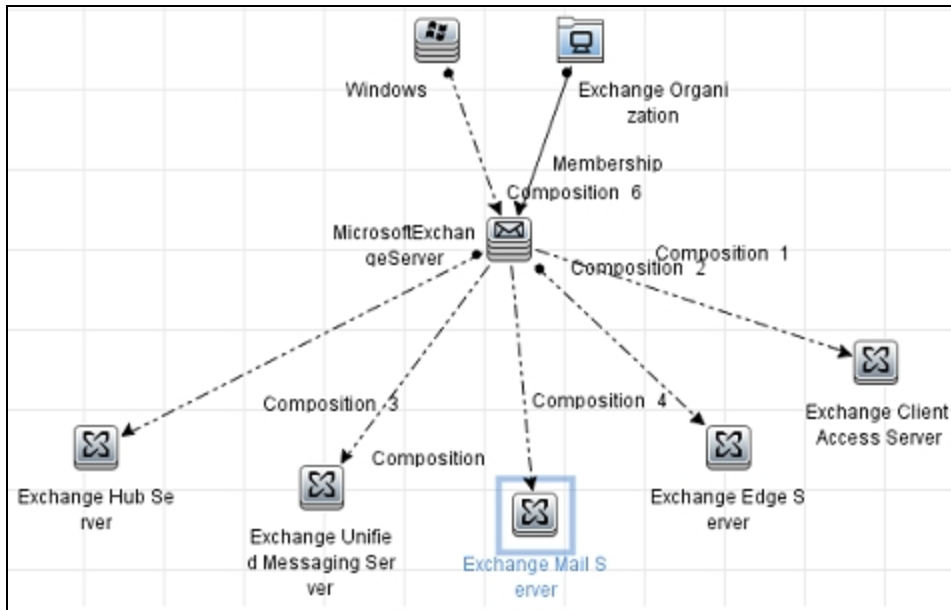 Windows
Exchange Organi
zation
Membership
Composition 6
MicrosoftExchan
geServer
Composition 1
Composition 2
Composition 3
Composition 4
Exchange Client
Access Server
Composition
Exchange Hub Se
rver
Exchange Edge S
erver
Exchange Unifie
d Messaging Ser
ver
Exchange Mail S
erver